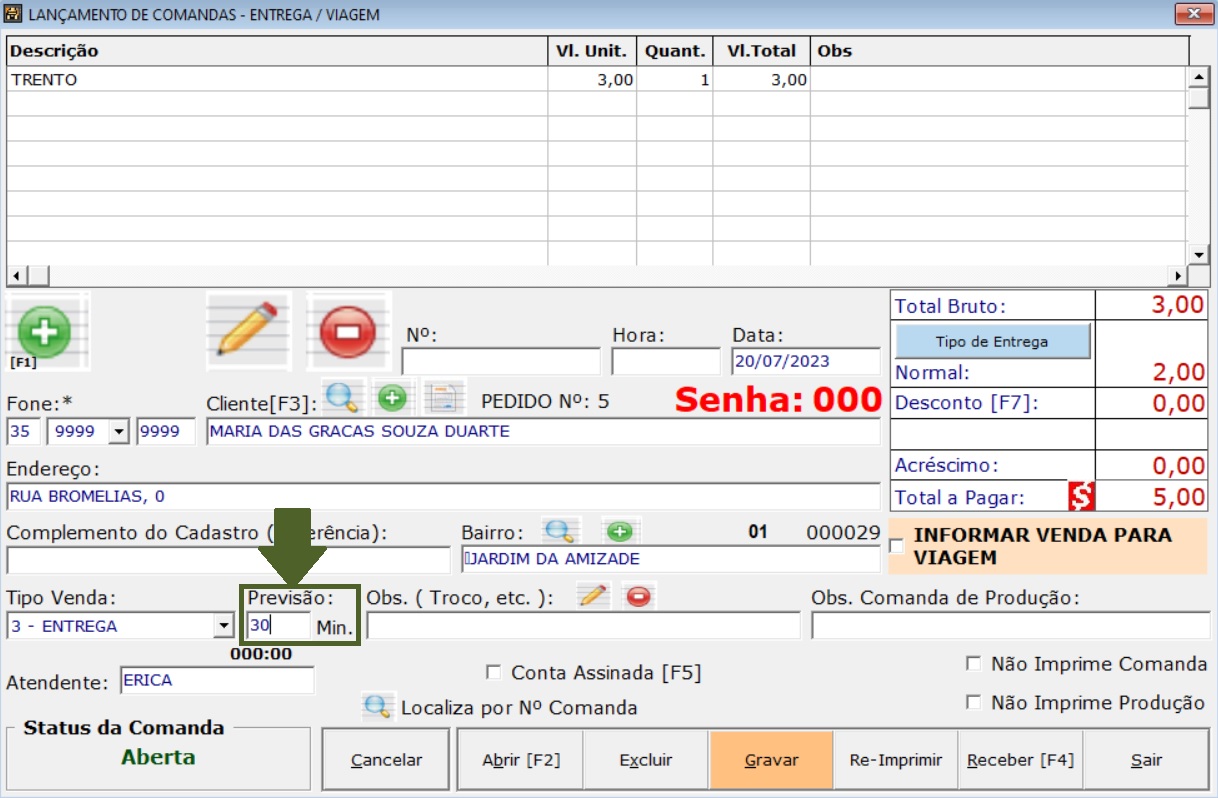 LANÇAMENTO DE COMANDAS - ENTREGA / VIAGEM
Descrição Vl. Unit. Quant. Vl.Total Obs
TRENTO 3,00 1 3,00
[F1]
Nº: Hora: Data:
20/07/2023
Total Bruto: 3,00
Tipo de Entrega
Normal: 2,00
Fone:* Cliente[F3]: PEDIDO Nº: 5 Senha: 000
Desconto [F7]: 0,00
35 9999 9999 MARIA DAS GRACAS SOUZA DUARTE
Endereço:
Acréscimo: 0,00
RUA BROMELIAS, 0
Total a Pagar: $ 5,00
Complemento do Cadastro ( erência): Bairro: 01 000029
JARDIM DA AMIZADE
INFORMAR VENDA PARA
VIAGEM
Tipo Venda: Previsão: Obs. ( Troco, etc. ): Obs. Comanda de Produção:
3 - ENTREGA 30 Min.
000:00
Atendente: ERICA
Conta Assinada [F5]
Não Imprime Comanda
Localiza por Nº Comanda
Não Imprime Produção
Status da Comanda
Aberta
Cancelar Abrir [F2] Excluir Gravar Re-Imprimir Receber [F4] Sair